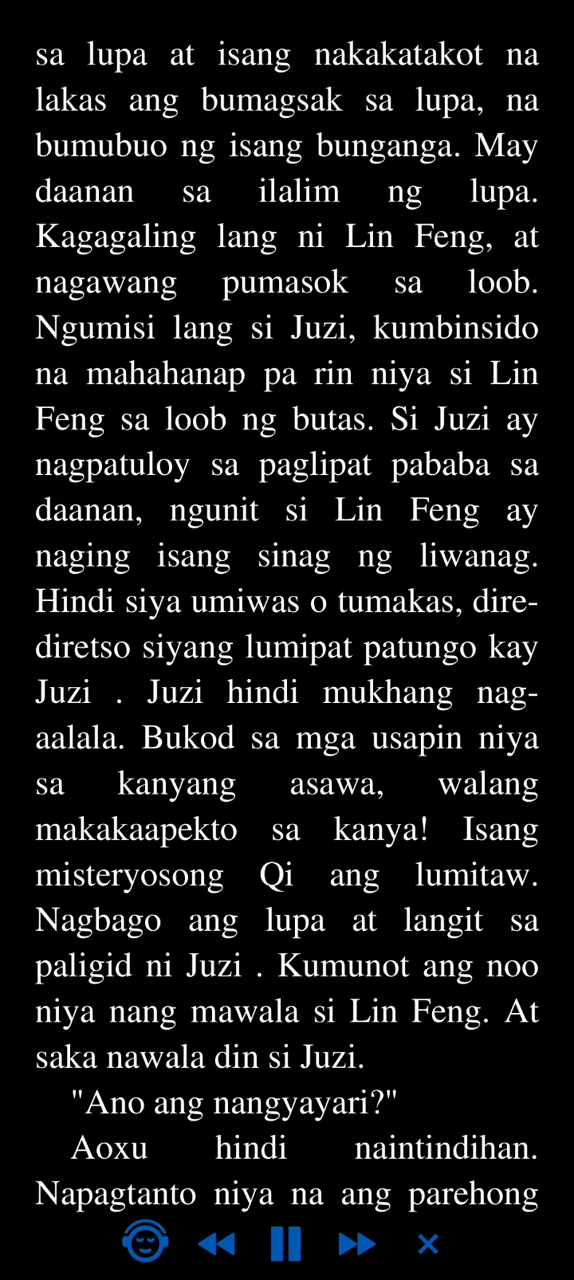 sa lupa at isang nakakatakot na
lakas ang bumagsak sa lupa, na
bumubuo ng isang bunganga. May
daanan sa ilalim ng lupa.
Kagagaling lang ni Lin Feng, at
nagawang pumasok sa loob.
Ngumisi lang si Juzi, kumbinsido
na mahahanap pa rin niya si Lin
Feng sa loob ng butas. Si Juzi ay
nagpatuloy sa paglipat pababa sa
daanan, ngunit si Lin Feng ay
naging isang sinag ng liwanag.
Hindi siya umiwas o tumakas, dire-
diretso siyang lumipat patungo kay
Juzi . Juzi hindi mukhang nag-
aalala. Bukod sa mga usapin niya
sa kanyang asawa, walang
makakaapekto sa kanya! Isang
misteryosong Qi ang lumitaw.
Nagbago ang lupa at langit sa
paligid ni Juzi . Kumunot ang noo
niya nang mawala si Lin Feng. At
saka nawala din si Juzi.
"Ano ang nangyayari?"
Aoxu hindi naintindihan.
Napagtanto niya na ang parehong